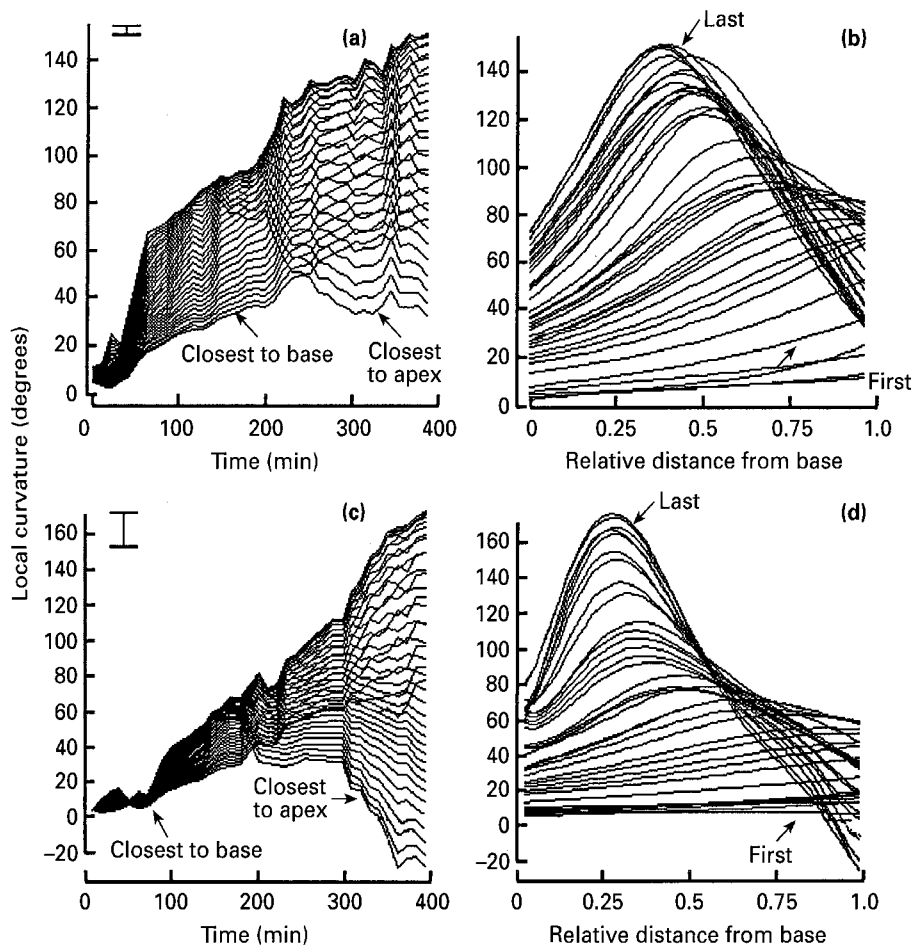 Local curvature (degrees)
(a)
140
120
100
80
60
40
20
0
Closest to base
Closest
to apex
0 100 200 300 400
Time (min)
(b)
Last
140
120
100
80
60
40
20
0
First
0 0.25 0.50 0.75 1.0
Relative distance from base
(c)
160
140
120
100
80
60
40
20
0
–20
Closest
to apex
Closest to base
0 100 200 300 400
Time (min)
(d)
Last
160
140
120
100
80
60
40
20
0
–20
First
0 0.25 0.50 0.75 1.0
Relative distance from base